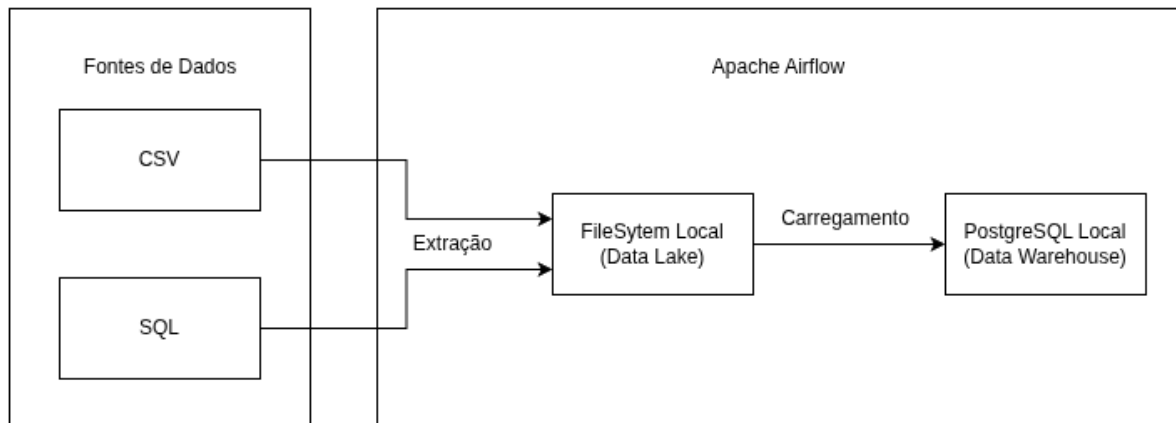 Fontes de Dados
Apache Airflow
CSV
SQL
Extração
FileSytem Local
(Data Lake)
Carregamento
PostgreSQL Local
(Data Warehouse)